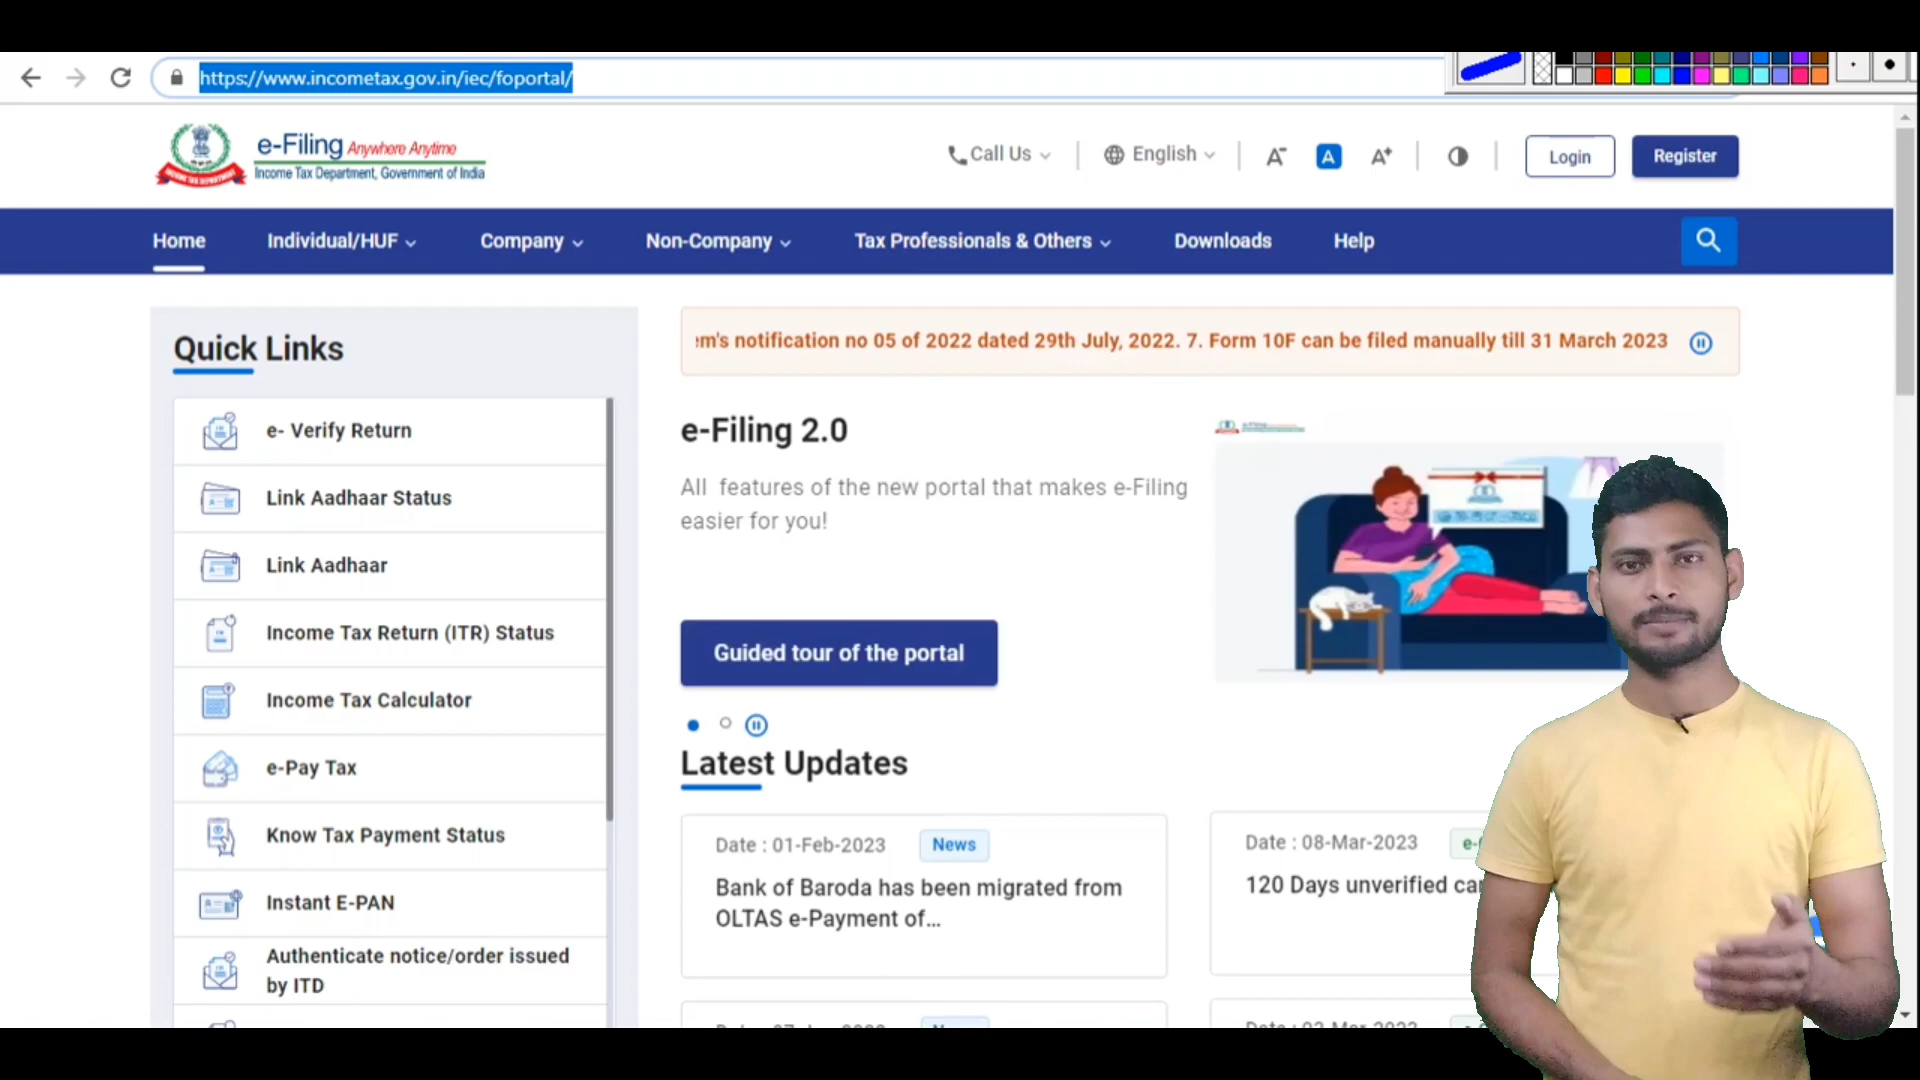 https://www.incometax.gov.in/iec/foportal/
e-Filing Anywhere Anytime
Income Tax Department, Government of India
Call Us
English
A-
A
A+
Login
Register
Home
Individual/HUF
Company
Non-Company
Tax Professionals & Others
Downloads
Help
Quick Links
e- Verify Return
Link Aadhaar Status
Link Aadhaar
Income Tax Return (ITR) Status
Income Tax Calculator
e-Pay Tax
Know Tax Payment Status
Instant E-PAN
Authenticate notice/order issued
by ITD
em's notification no 05 of 2022 dated 29th July, 2022. 7. Form 10F can be filed manually till 31 March 2023
e-Filing 2.0
All features of the new portal that makes e-Filing
easier for you!
Guided tour of the portal
Latest Updates
Date : 01-Feb-2023
News
Bank of Baroda has been migrated from
OLTAS e-Payment of...
Date : 08-Mar-2023
120 Days unverified